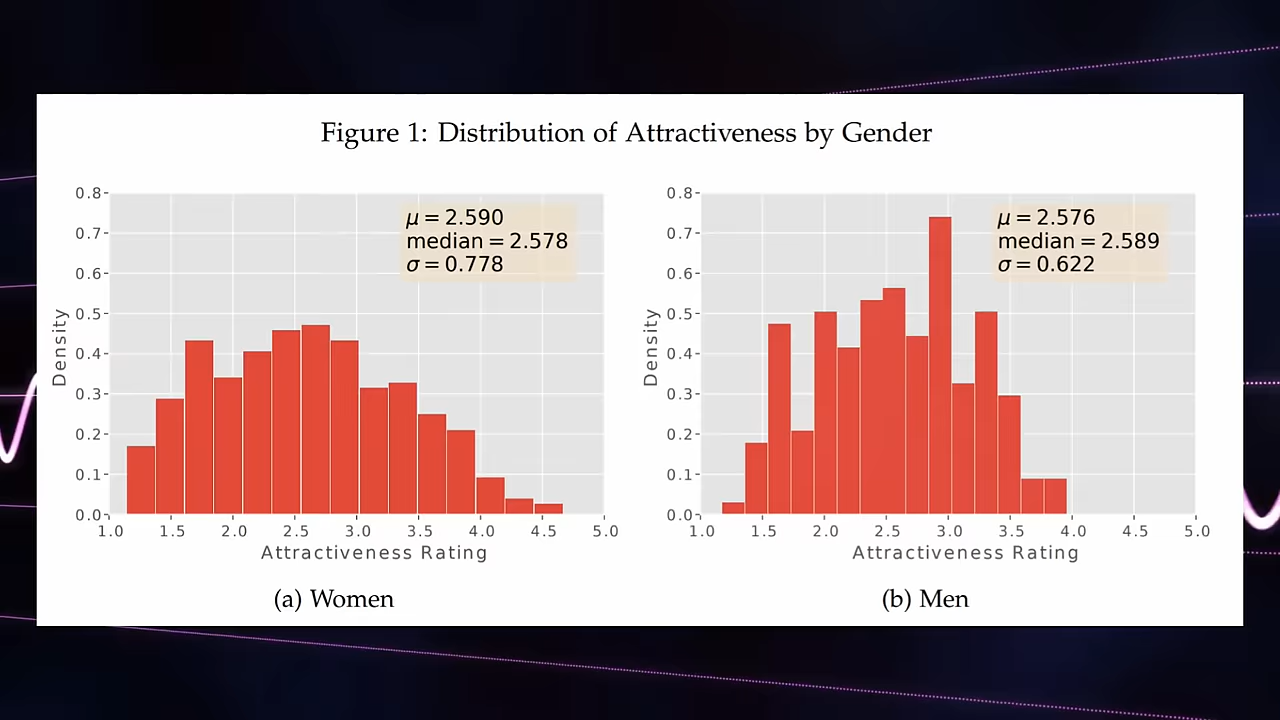 Figure 1: Distribution of Attractiveness by Gender
0.8
0.7
0.6
0.5
0.4
0.3
0.2
0.1
0.0
Density
μ = 2.590
median = 2.578
σ = 0.778
1.0 1.5 2.0 2.5 3.0 3.5 4.0 4.5 5.0
Attractiveness Rating
(a) Women
0.8
0.7
0.6
0.5
0.4
0.3
0.2
0.1
0.0
Density
μ = 2.576
median = 2.589
σ = 0.622
1.0 1.5 2.0 2.5 3.0 3.5 4.0 4.5 5.0
Attractiveness Rating
(b) Men